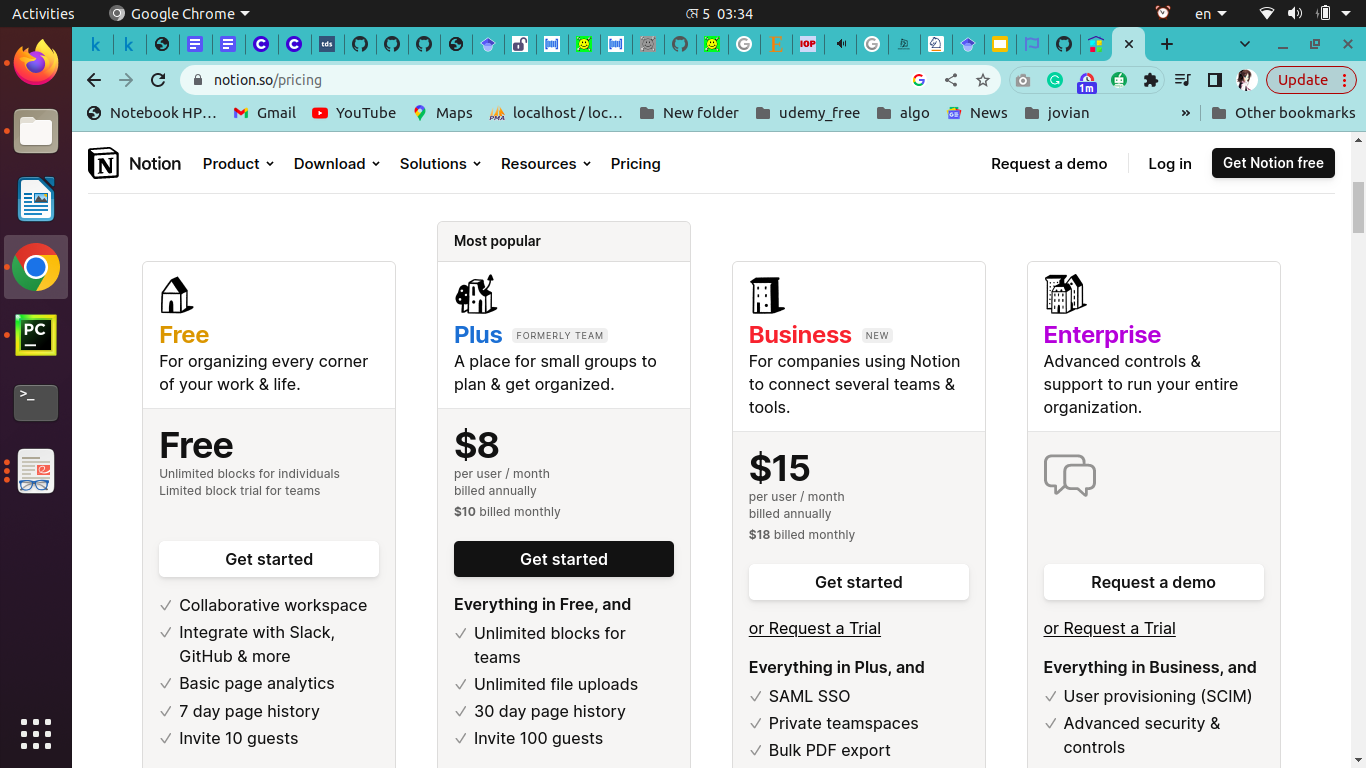 Activities
Google Chrome
মে 5 03:34
en
k
k
C
C
tds
G
IOP
G
notion.so/pricing
1m
Update
Notebook HP...
Gmail
YouTube
Maps
localhost / loc...
New folder
udemy_free
algo
News
jovian
»
Other bookmarks
Notion
Product
Download
Solutions
Resources
Pricing
Request a demo
Log in
Get Notion free
Most popular
Free
For organizing every corner
of your work & life.
Free
Unlimited blocks for individuals
Limited block trial for teams
Get started
Collaborative workspace
Integrate with Slack,
GitHub & more
Basic page analytics
7 day page history
Invite 10 guests
Plus FORMERLY TEAM
A place for small groups to
plan & get organized.
$8
per user / month
billed annually
$10 billed monthly
Get started
Everything in Free, and
Unlimited blocks for
teams
Unlimited file uploads
30 day page history
Invite 100 guests
Business NEW
For companies using Notion
to connect several teams &
tools.
$15
per user / month
billed annually
$18 billed monthly
Get started
or Request a Trial
Everything in Plus, and
SAML SSO
Private teamspaces
Bulk PDF export
Enterprise
Advanced controls &
support to run your entire
organization.
Request a demo
or Request a Trial
Everything in Business, and
User provisioning (SCIM)
Advanced security &
controls
PC
>_